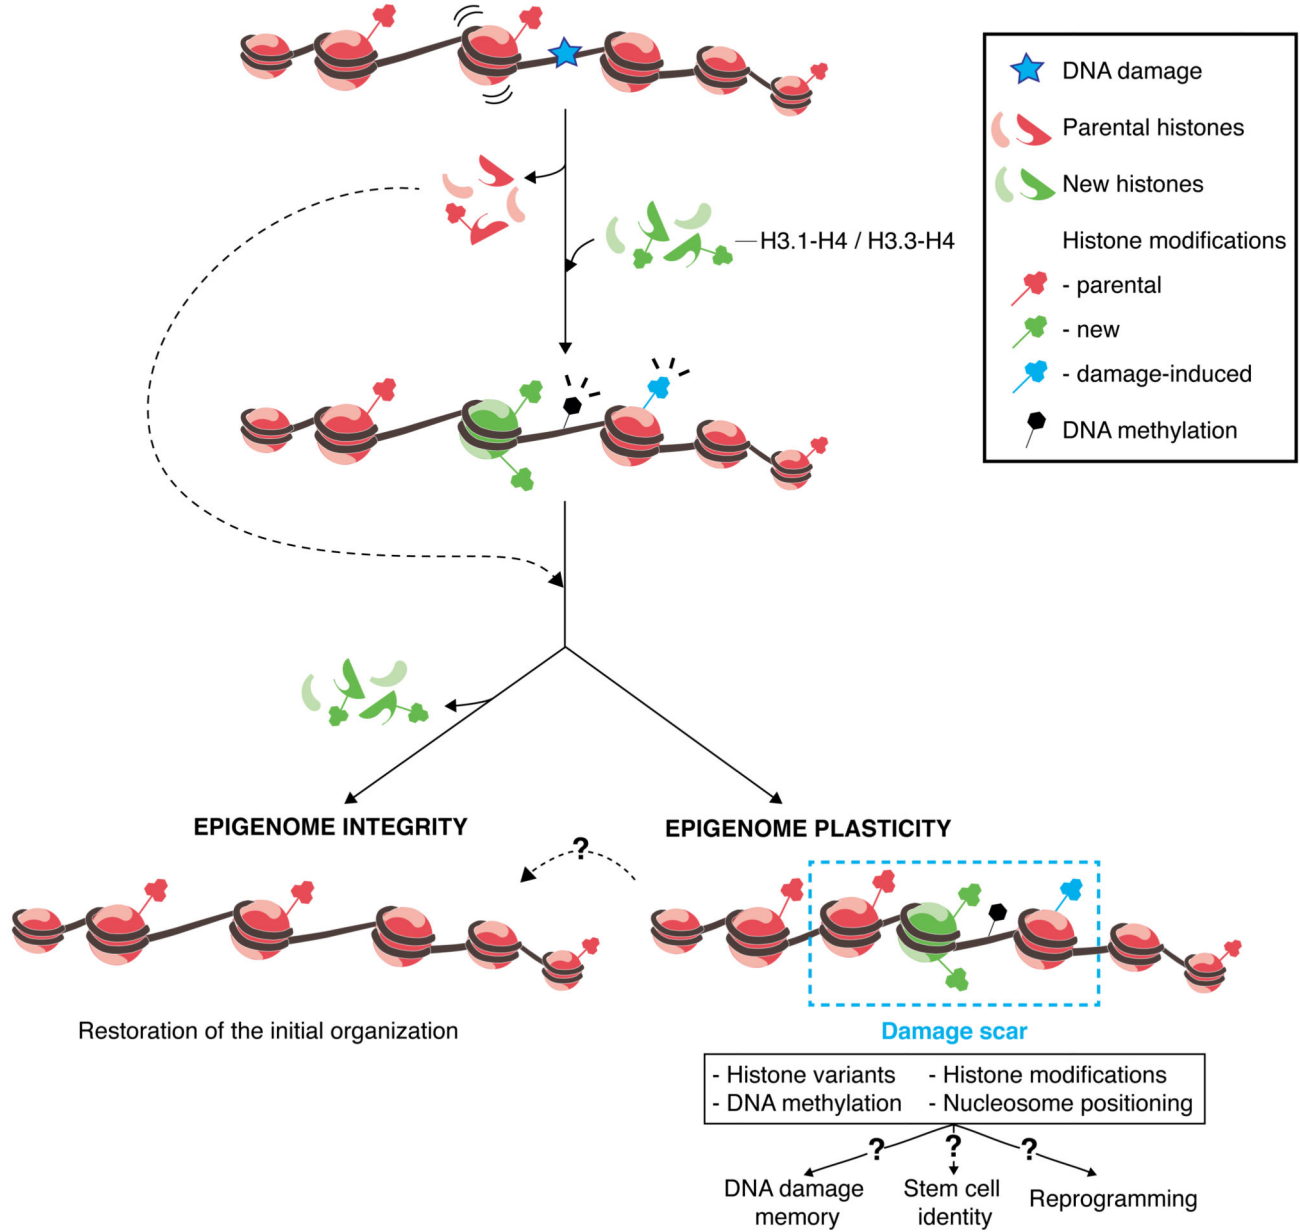 DNA damage
Parental histones
New histones
Histone modifications
- parental
- new
- damage-induced
DNA methylation
H3.1-H4 / H3.3-H4
EPIGENOME INTEGRITY
EPIGENOME PLASTICITY
?
Restoration of the initial organization
Damage scar
- Histone variants
- Histone modifications
- DNA methylation
- Nucleosome positioning
?
?
?
DNA damage
memory
Stem cell
identity
Reprogramming